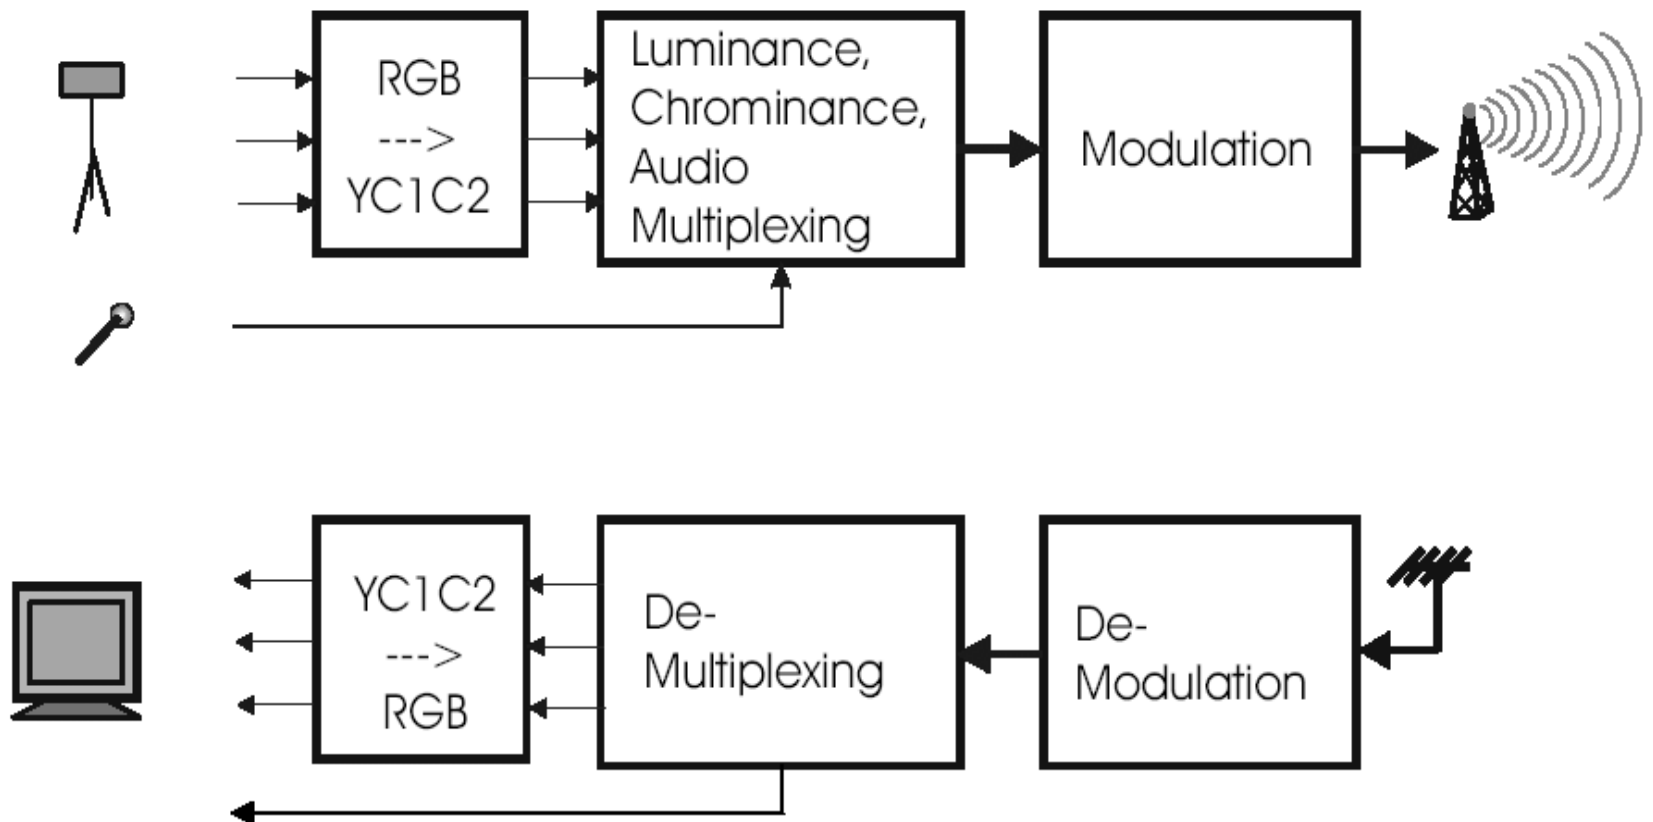 RGB
--->
YC1C2
Luminance,
Chrominance,
Audio
Multiplexing
Modulation
YC1C2
--->
RGB
De-
Multiplexing
De-
Modulation